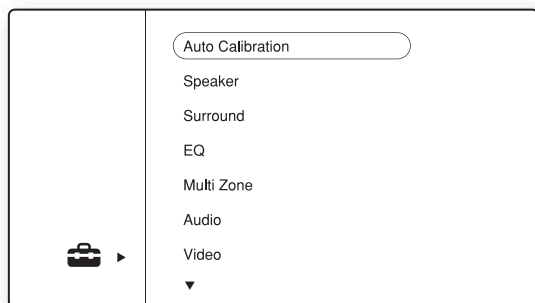 Auto Calibration
Speaker
Surround
EQ
Multi Zone
Audio
Video